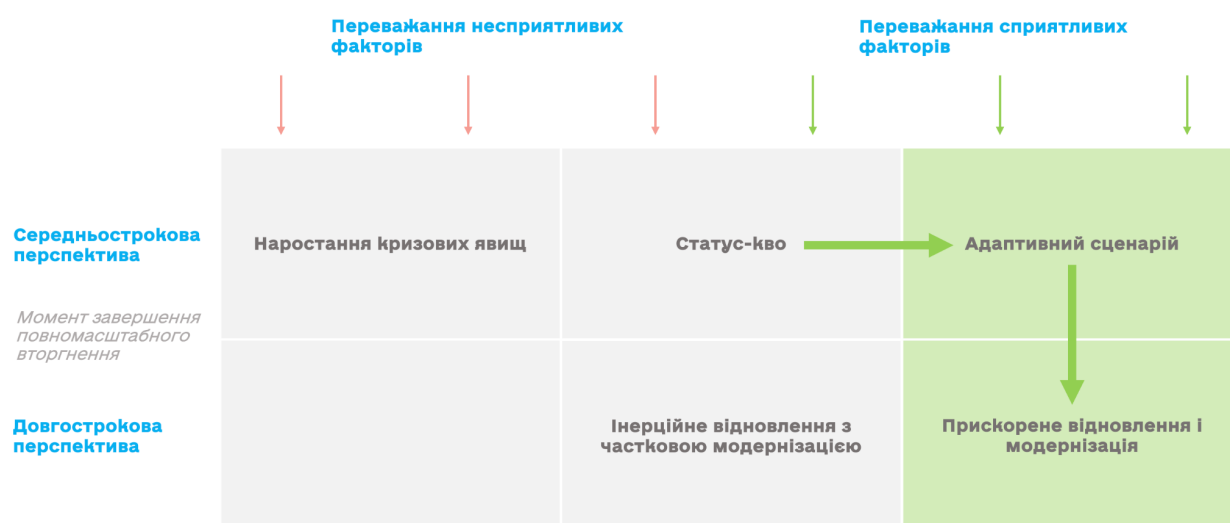 Переважання несприятливих
факторів
Переважання сприятливих
факторів
Середньострокова
перспектива
Наростання кризових явищ
Статус-кво
Адаптивний сценарій
Момент завершення
повномасштабного
вторгнення
Довгострокова
перспектива
Інерційне відновлення з
частковою модернізацією
Прискорене відновлення і
модернізація